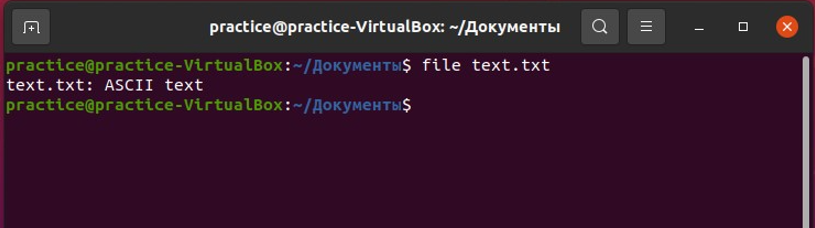 practice@practice-VirtualBox: ~/Документы
practice@practice-VirtualBox:~/Документы$ file text.txt
text.txt: ASCII text
practice@practice-VirtualBox:~/Документы$